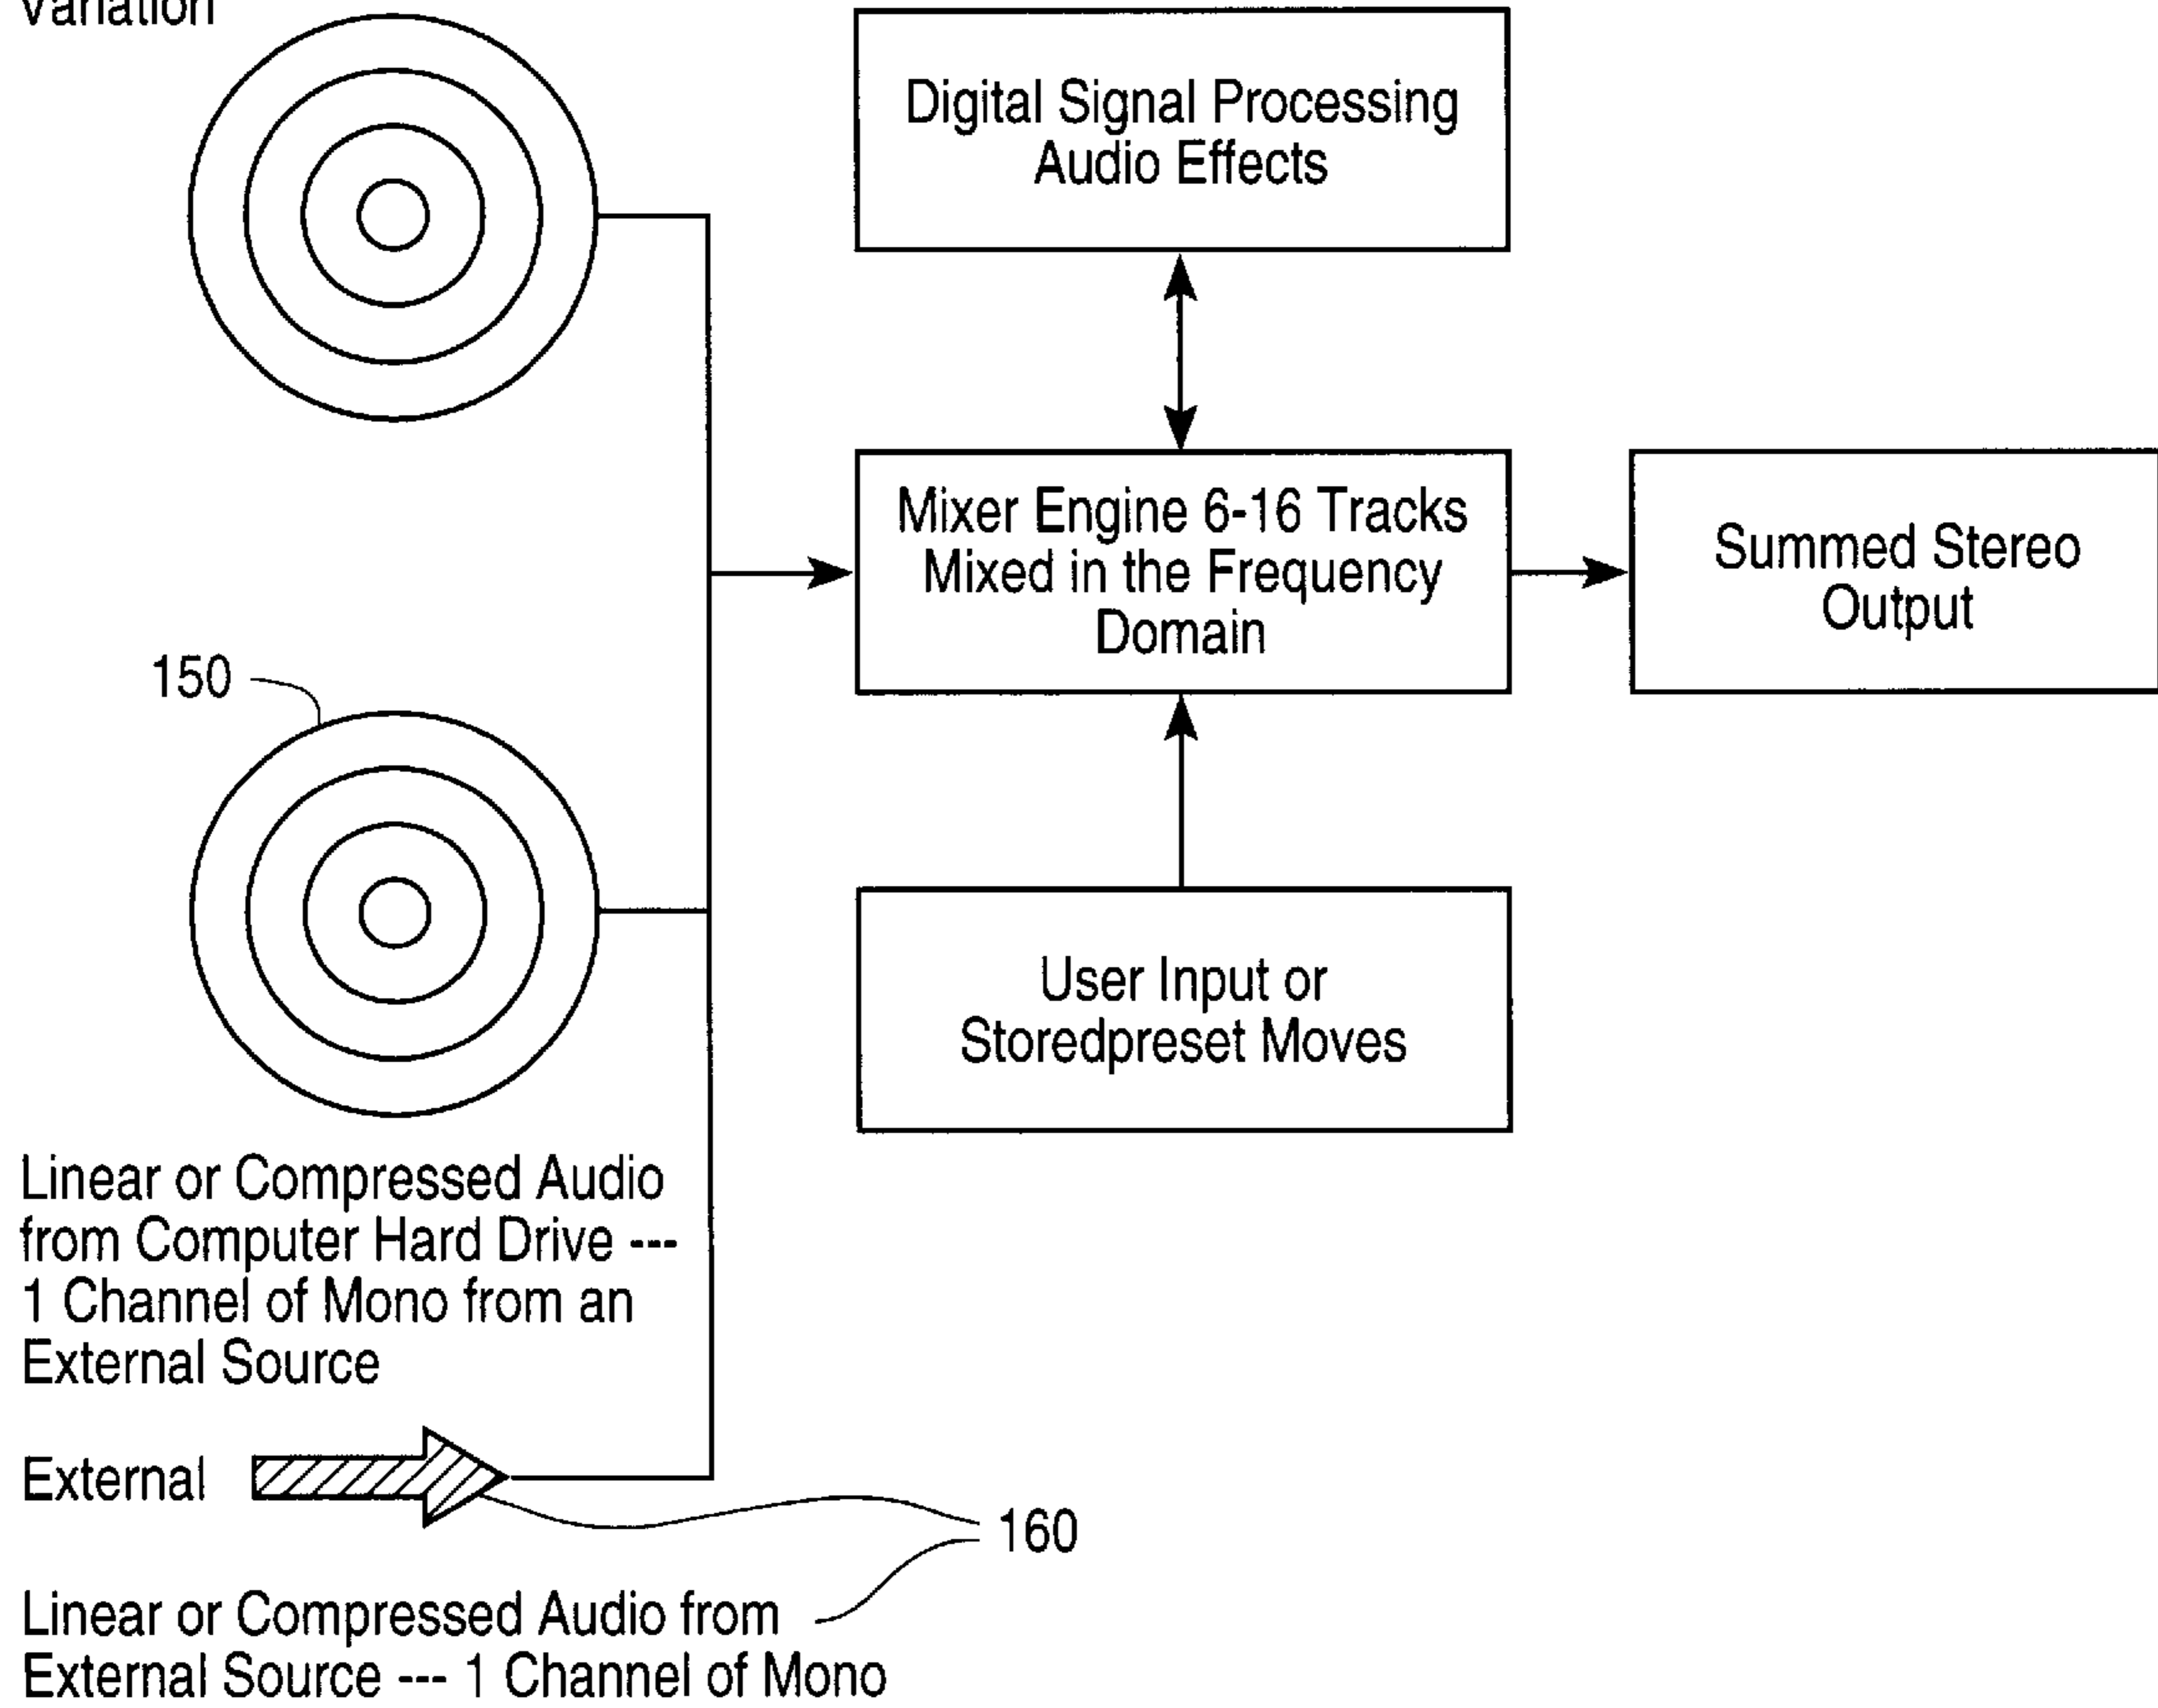 Variation
Digital Signal Processing
Audio Effects
Mixer Engine 6-16 Tracks
Mixed in the Frequency
Domain
Summed Stereo
Output
150
User Input or
Storedpreset Moves
Linear or Compressed Audio
from Computer Hard Drive ---
1 Channel of Mono from an
External Source
External
160
Linear or Compressed Audio from
External Source --- 1 Channel of Mono